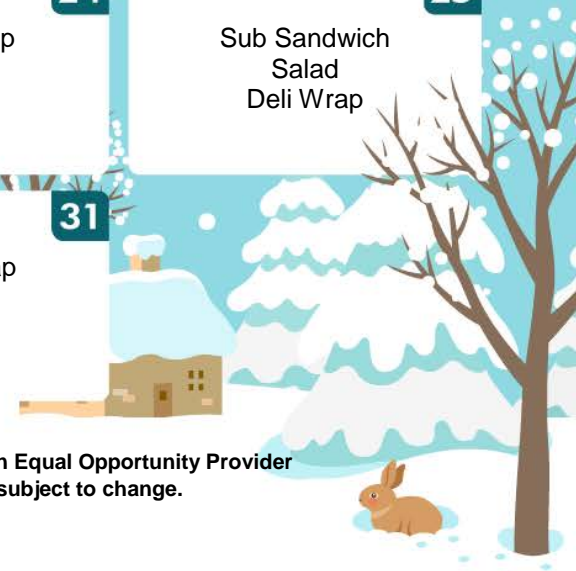 Sub Sandwich
Salad
Deli Wrap
31
Equal Opportunity Provider
subject to change.